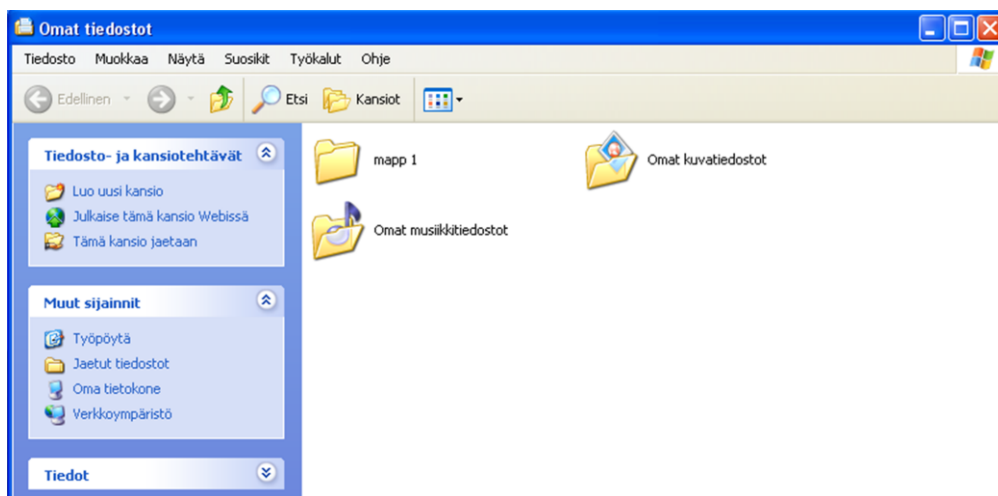 Omat tiedostot
Tiedosto Muokkaa Näytä Suosikit Työkalut Ohje
Edellinen Etsi Kansiot
Tiedosto- ja kansiotehtävät
Luo uusi kansio
Julkaise tämä kansio Webissä
Tämä kansio jaetaan
Muut sijainnit
Työpöytä
Jaetut tiedostot
Oma tietokone
Verkkoympäristö
Tiedot
mapp 1
Omat kuvatiedostot
Omat musiikkitiedostot